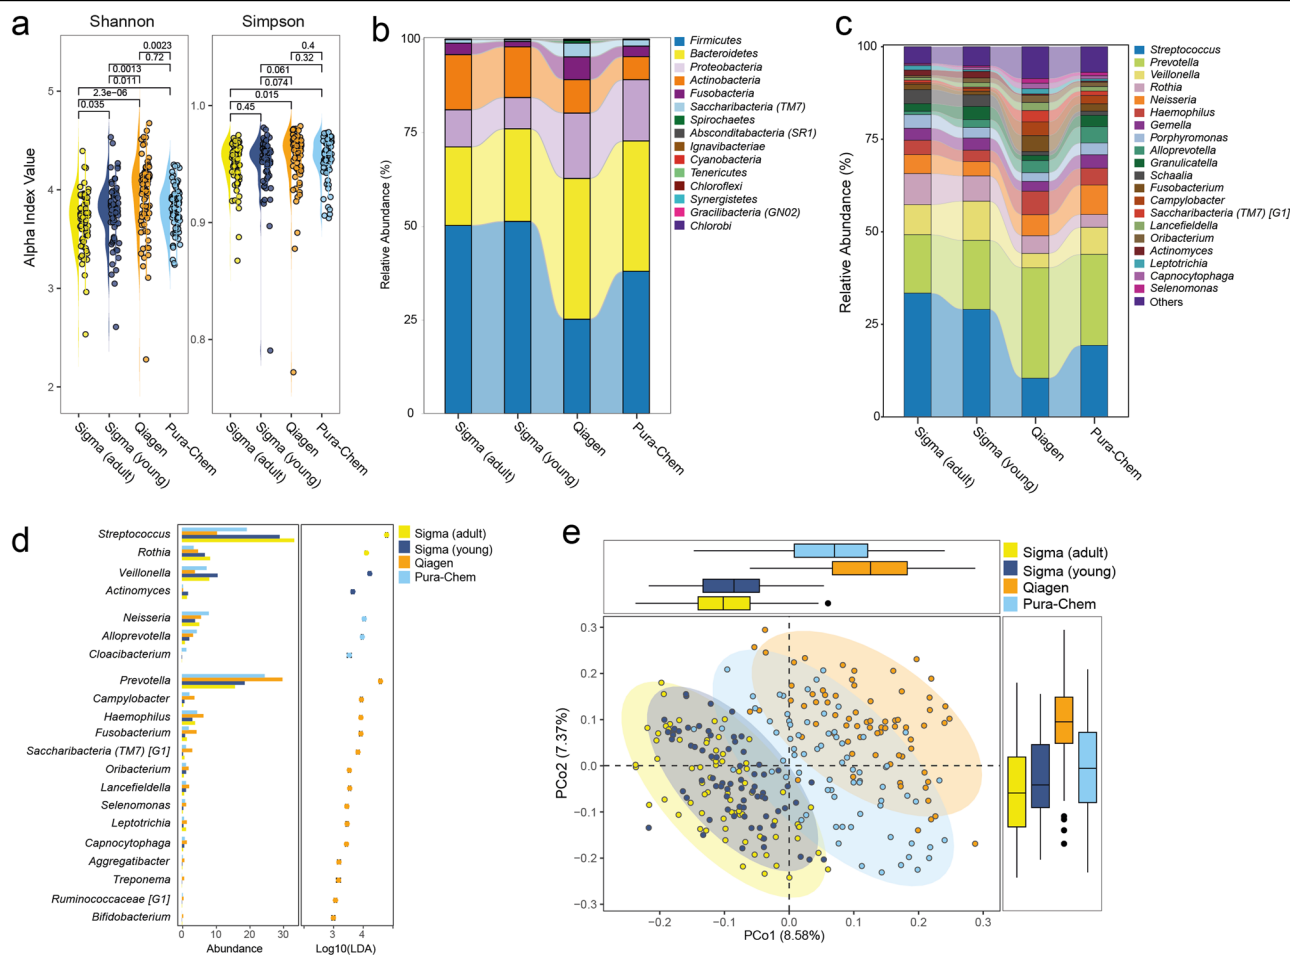 a
Shannon
Simpson
0.0023
0.72
0.0013
0.011
2.3e-06
0.035
0.4
0.32
0.061
0.074
0.015
0.45
Alpha Index Value
5
4
3
2
1.0
0.9
0.8
Sigma (adult)
Sigma (young)
Qiagen
Pura-Chem
Sigma (adult)
Sigma (young)
Qiagen
Pura-Chem
b
Relative Abundance (%)
100
75
50
25
0
Sigma (adult)
Sigma (young)
Qiagen
Pura-Chem
Firmicutes
Bacteroidetes
Proteobacteria
Actinobacteria
Fusobacteria
Saccharibacteria (TM7)
Spirochaetes
Absconditabacteria (SR1)
Ignavibacteriae
Cyanobacteria
Tenericutes
Chloroflexi
Synergistetes
Gracilibacteria (GN02)
Chlorobi
c
Relative Abundance (%)
100
75
50
25
0
Sigma (adult)
Sigma (young)
Qiagen
Pura-Chem
Streptococcus
Prevotella
Veillonella
Rothia
Neisseria
Haemophilus
Gemella
Porphyromonas
Alloprevotella
Granulicatella
Schaalia
Fusobacterium
Campylobacter
Saccharibacteria (TM7) [G1]
Lancefieldella
Oribacterium
Actinomyces
Leptotrichia
Capnocytophaga
Selenomonas
Others
d
Streptococcus
Rothia
Veillonella
Actinomyces
Neisseria
Alloprevotella
Cloacibacterium
Prevotella
Campylobacter
Haemophilus
Fusobacterium
Saccharibacteria (TM7) [G1]
Oribacterium
Lancefieldella
Selenomonas
Leptotrichia
Capnocytophaga
Aggregatibacter
Treponema
Ruminococcaceae [G1]
Bifidobacterium
0 10 20 30
Abundance
3 4
Log10(LDA)
Sigma (adult)
Sigma (young)
Qiagen
Pura-Chem
e
Sigma (adult)
Sigma (young)
Qiagen
Pura-Chem
PCo2 (7.37%)
0.3
0.2
0.1
0.0
−0.1
−0.2
−0.3
−0.2 −0.1 0.0 0.1 0.2 0.3
PCo1 (8.58%)